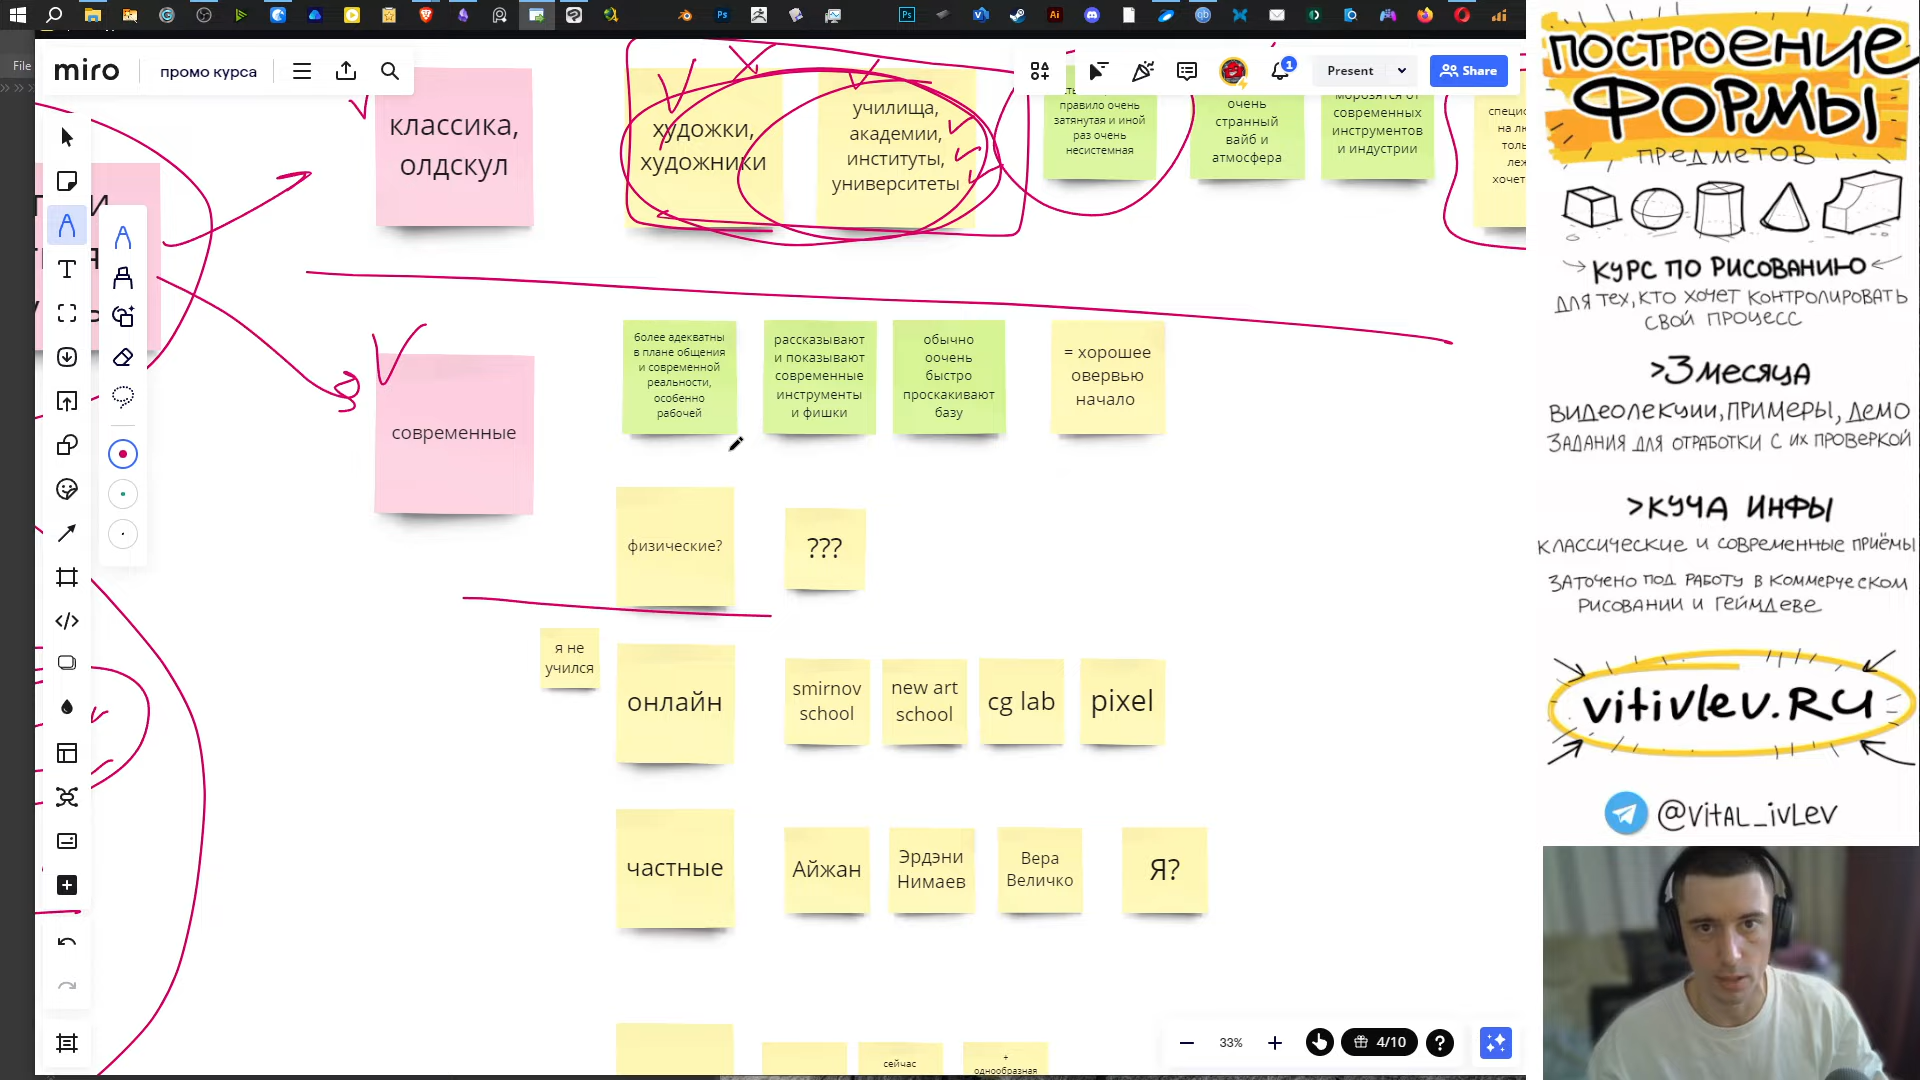 File
miro
промо курса
1
Present
Share
классика,
олдскул
художки,
художники
училища,
академии,
институты,
университеты
правило очень
затянутая и иной
раз очень
несистемная
очень
странный
вайб и
атмосфера
современных
инструментов
и индустрии
современные
более адекватны
в плане общения
и современной
реальности,
особенно
рабочей
рассказывают
и показывают
современные
инструменты
и фишки
обычно
оочень
быстро
проскакивают
базу
= хорошее
овервью
начало
физические?
???
я не
учился
онлайн
smirnov
school
new art
school
cg lab
pixel
частные
Айжан
Эрдэни
Нимаев
Вера
Величко
Я?
сейчас
+
однообразная
33%
4/10
ПОСТРОЕНИЕ
ФОРМЫ
ПРЕДМЕТОВ
КУРС ПО РИСОВАНИЮ
ДЛЯ ТЕХ, КТО ХОЧЕТ КОНТРОЛИРОВАТЬ
СВОЙ ПРОЦЕСС
>3 месяца
ВИДЕОЛЕКЦИИ, ПРИМЕРЫ, ДЕМО
ЗАДАНИЯ ДЛЯ ОТРАБОТКИ С ИХ ПРОВЕРКОЙ
>КУЧА ИНФЫ
КЛАССИЧЕСКИЕ И СОВРЕМЕННЫЕ ПРИЁМЫ
ЗАТОЧЕНО ПОД РАБОТУ В КОММЕРЧЕСКОМ
РИСОВАНИИ И ГЕЙМДЕВЕ
vitivlev.RU
@VITAL_IVLEV